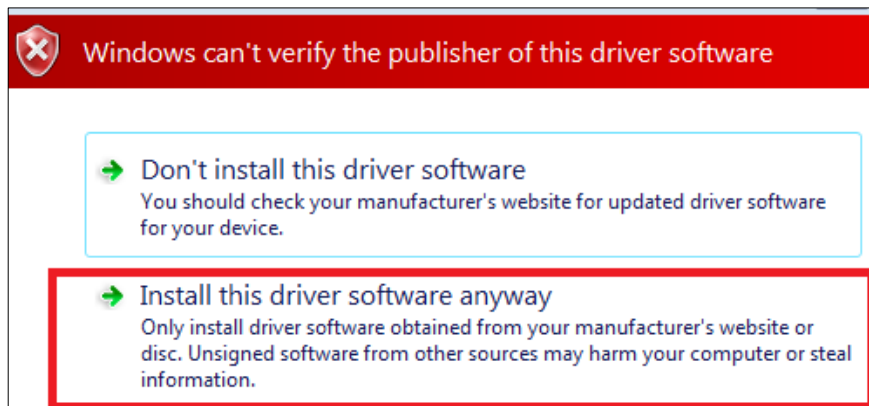 Windows can't verify the publisher of this driver software
Don't install this driver software
You should check your manufacturer's website for updated driver software
for your device.
Install this driver software anyway
Only install driver software obtained from your manufacturer's website or
disc. Unsigned software from other sources may harm your computer or steal
information.